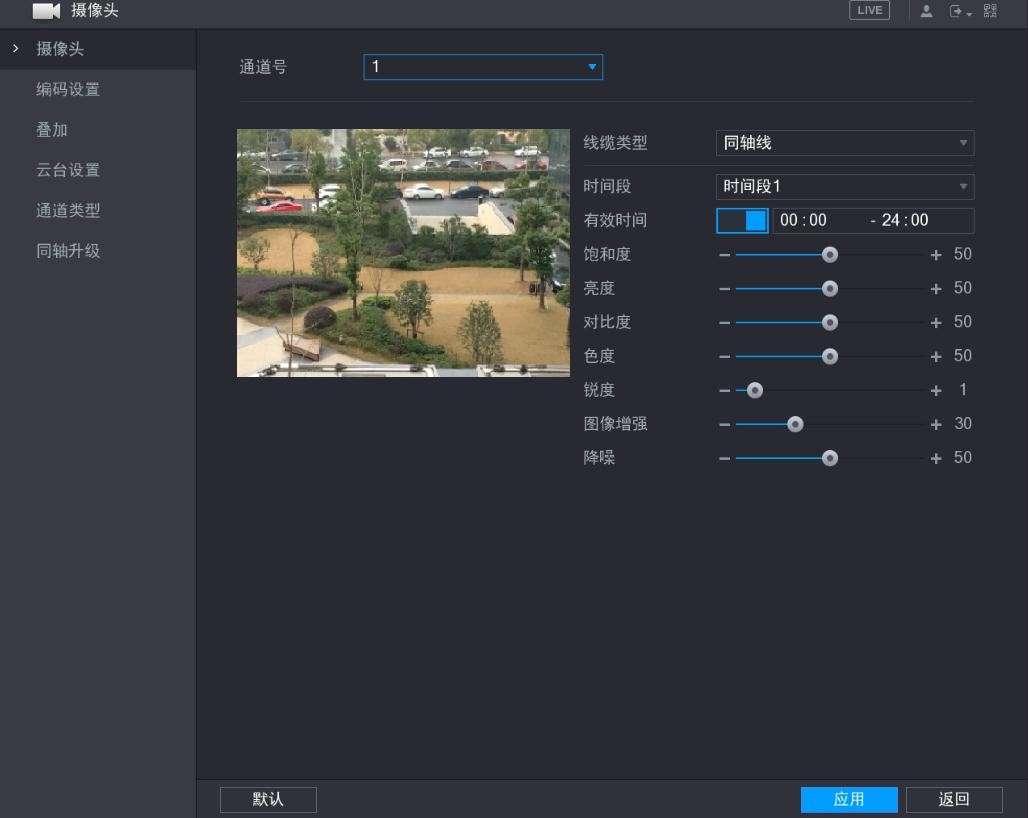 摄像头
LIVE
摄像头
编码设置
叠加
云台设置
通道类型
同轴升级
通道号 1
线缆类型 同轴线
时间段 时间段1
有效时间 00 : 00 - 24 : 00
饱和度 50
亮度 50
对比度 50
色度 50
锐度 1
图像增强 30
降噪 50
默认 应用 返回